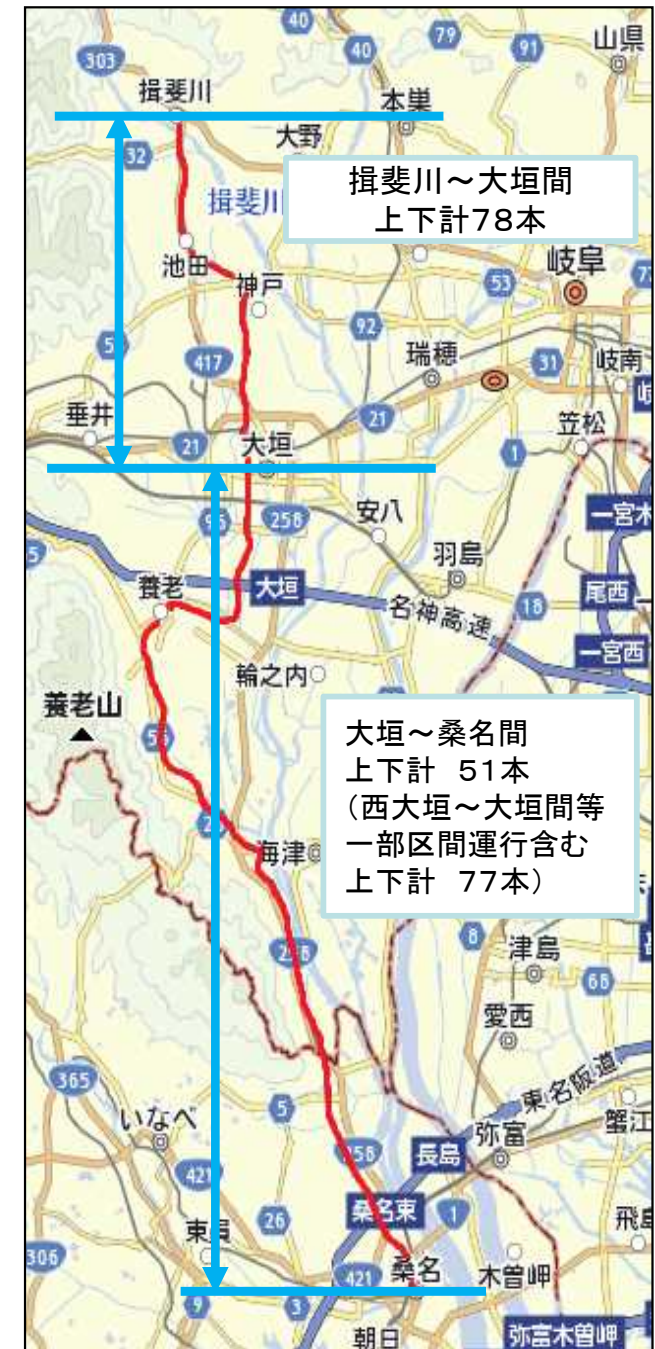 40
79
91
山県
303
40
揖斐川
本巣
大野
32
揖斐川~大垣間
上下計78本
揖斐川
池田
神戸
岐阜
53
92
417
瑞穂
31
岐南
垂井
21
21
笠松
大垣
1
258
安八
一宮木
羽島
養老
大垣
名神高速
18
尾西
一宮西
輪之内
養老山
大垣~桑名間
上下計 51本
(西大垣~大垣間等
一部区間運行含む
上下計 77本)
海津
258
8
津島
68
愛西
365
東名阪道
いなべ
5
弥富
蟹江
258
長島
421
桑名東
1
26
東員
306
421
桑名
木曽岬
9
3
朝日
弥富木曽岬